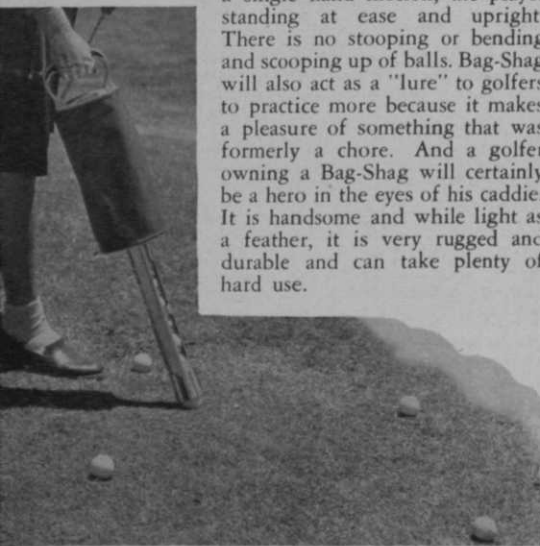 standing at ease and upright
There is no stooping or bending
and scooping up of balls. Bag-Shag
will also act as a "lure" to golfers
to practice more because it makes
a pleasure of something that was
formerly a chore. And a golfer
owning a Bag-Shag will certainly
be a hero in the eyes of his caddie
It is handsome and while light as
a feather, it is very rugged and
durable and can take plenty of
hard use.